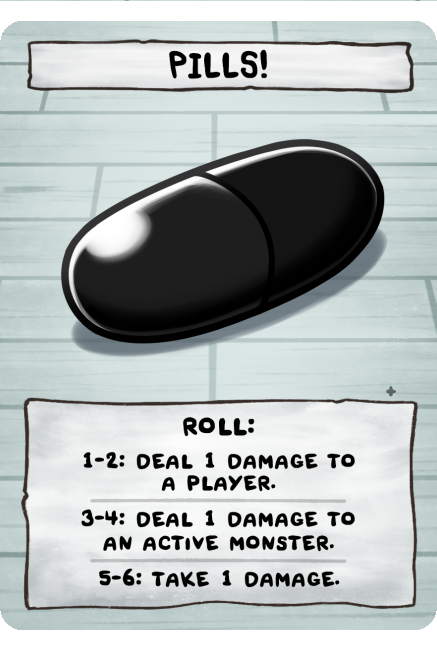 PILLS!
ROLL:
1-2: DEAL 1 DAMAGE TO
A PLAYER.
3-4: DEAL 1 DAMAGE TO
AN ACTIVE MONSTER.
5-6: TAKE 1 DAMAGE.